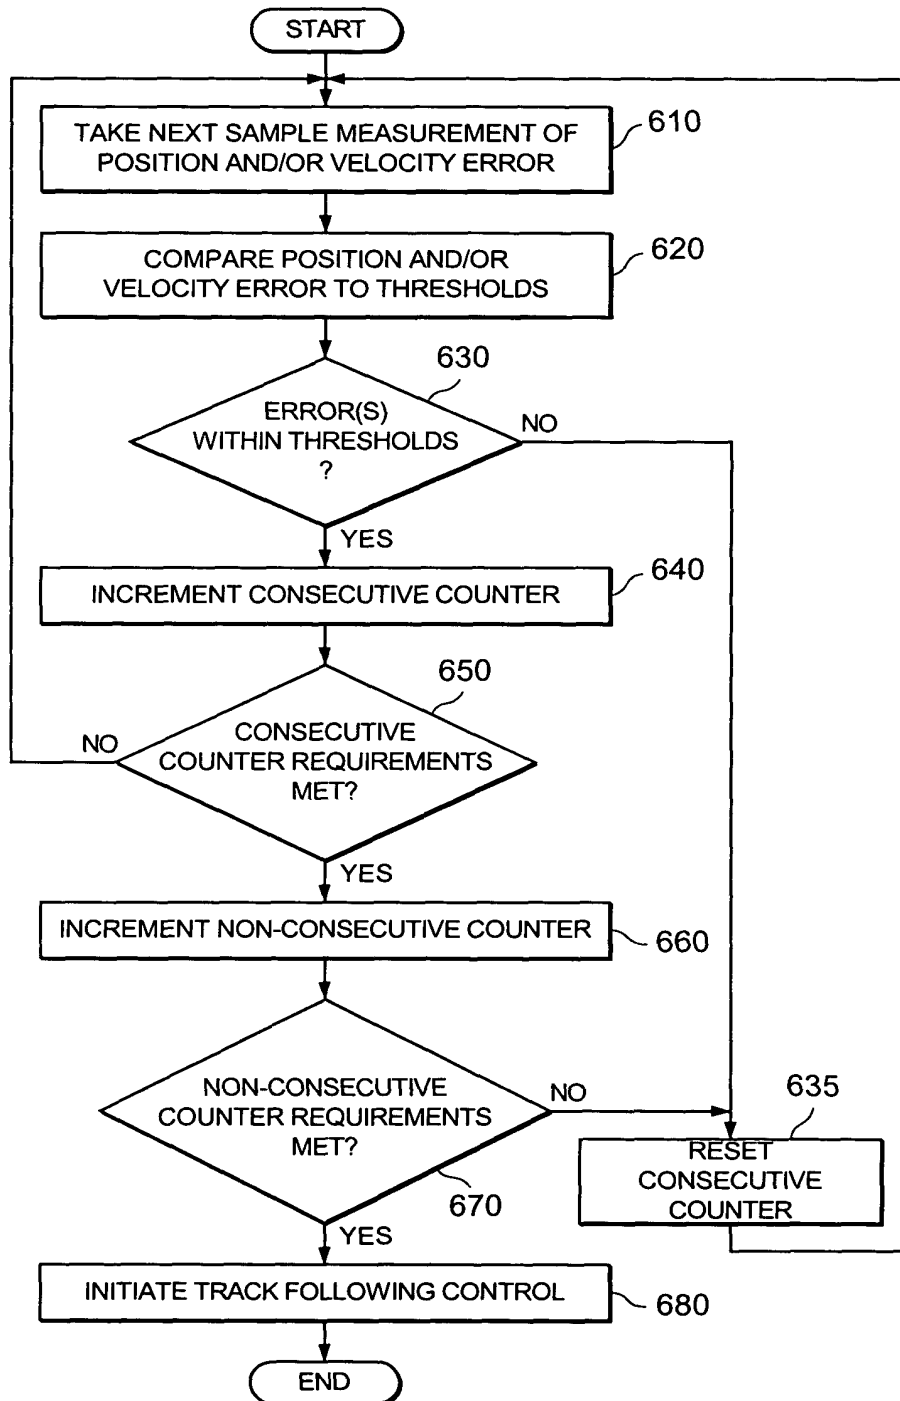 START
TAKE NEXT SAMPLE MEASUREMENT OF
POSITION AND/OR VELOCITY ERROR
610
COMPARE POSITION AND/OR
VELOCITY ERROR TO THRESHOLDS
620
630
ERROR(S)
WITHIN THRESHOLDS
?
NO
YES
INCREMENT CONSECUTIVE COUNTER
640
650
CONSECUTIVE
COUNTER REQUIREMENTS
MET?
NO
YES
INCREMENT NON-CONSECUTIVE COUNTER
660
NON-CONSECUTIVE
COUNTER REQUIREMENTS
MET?
NO
670
YES
635
RESET
CONSECUTIVE
COUNTER
INITIATE TRACK FOLLOWING CONTROL
680
END